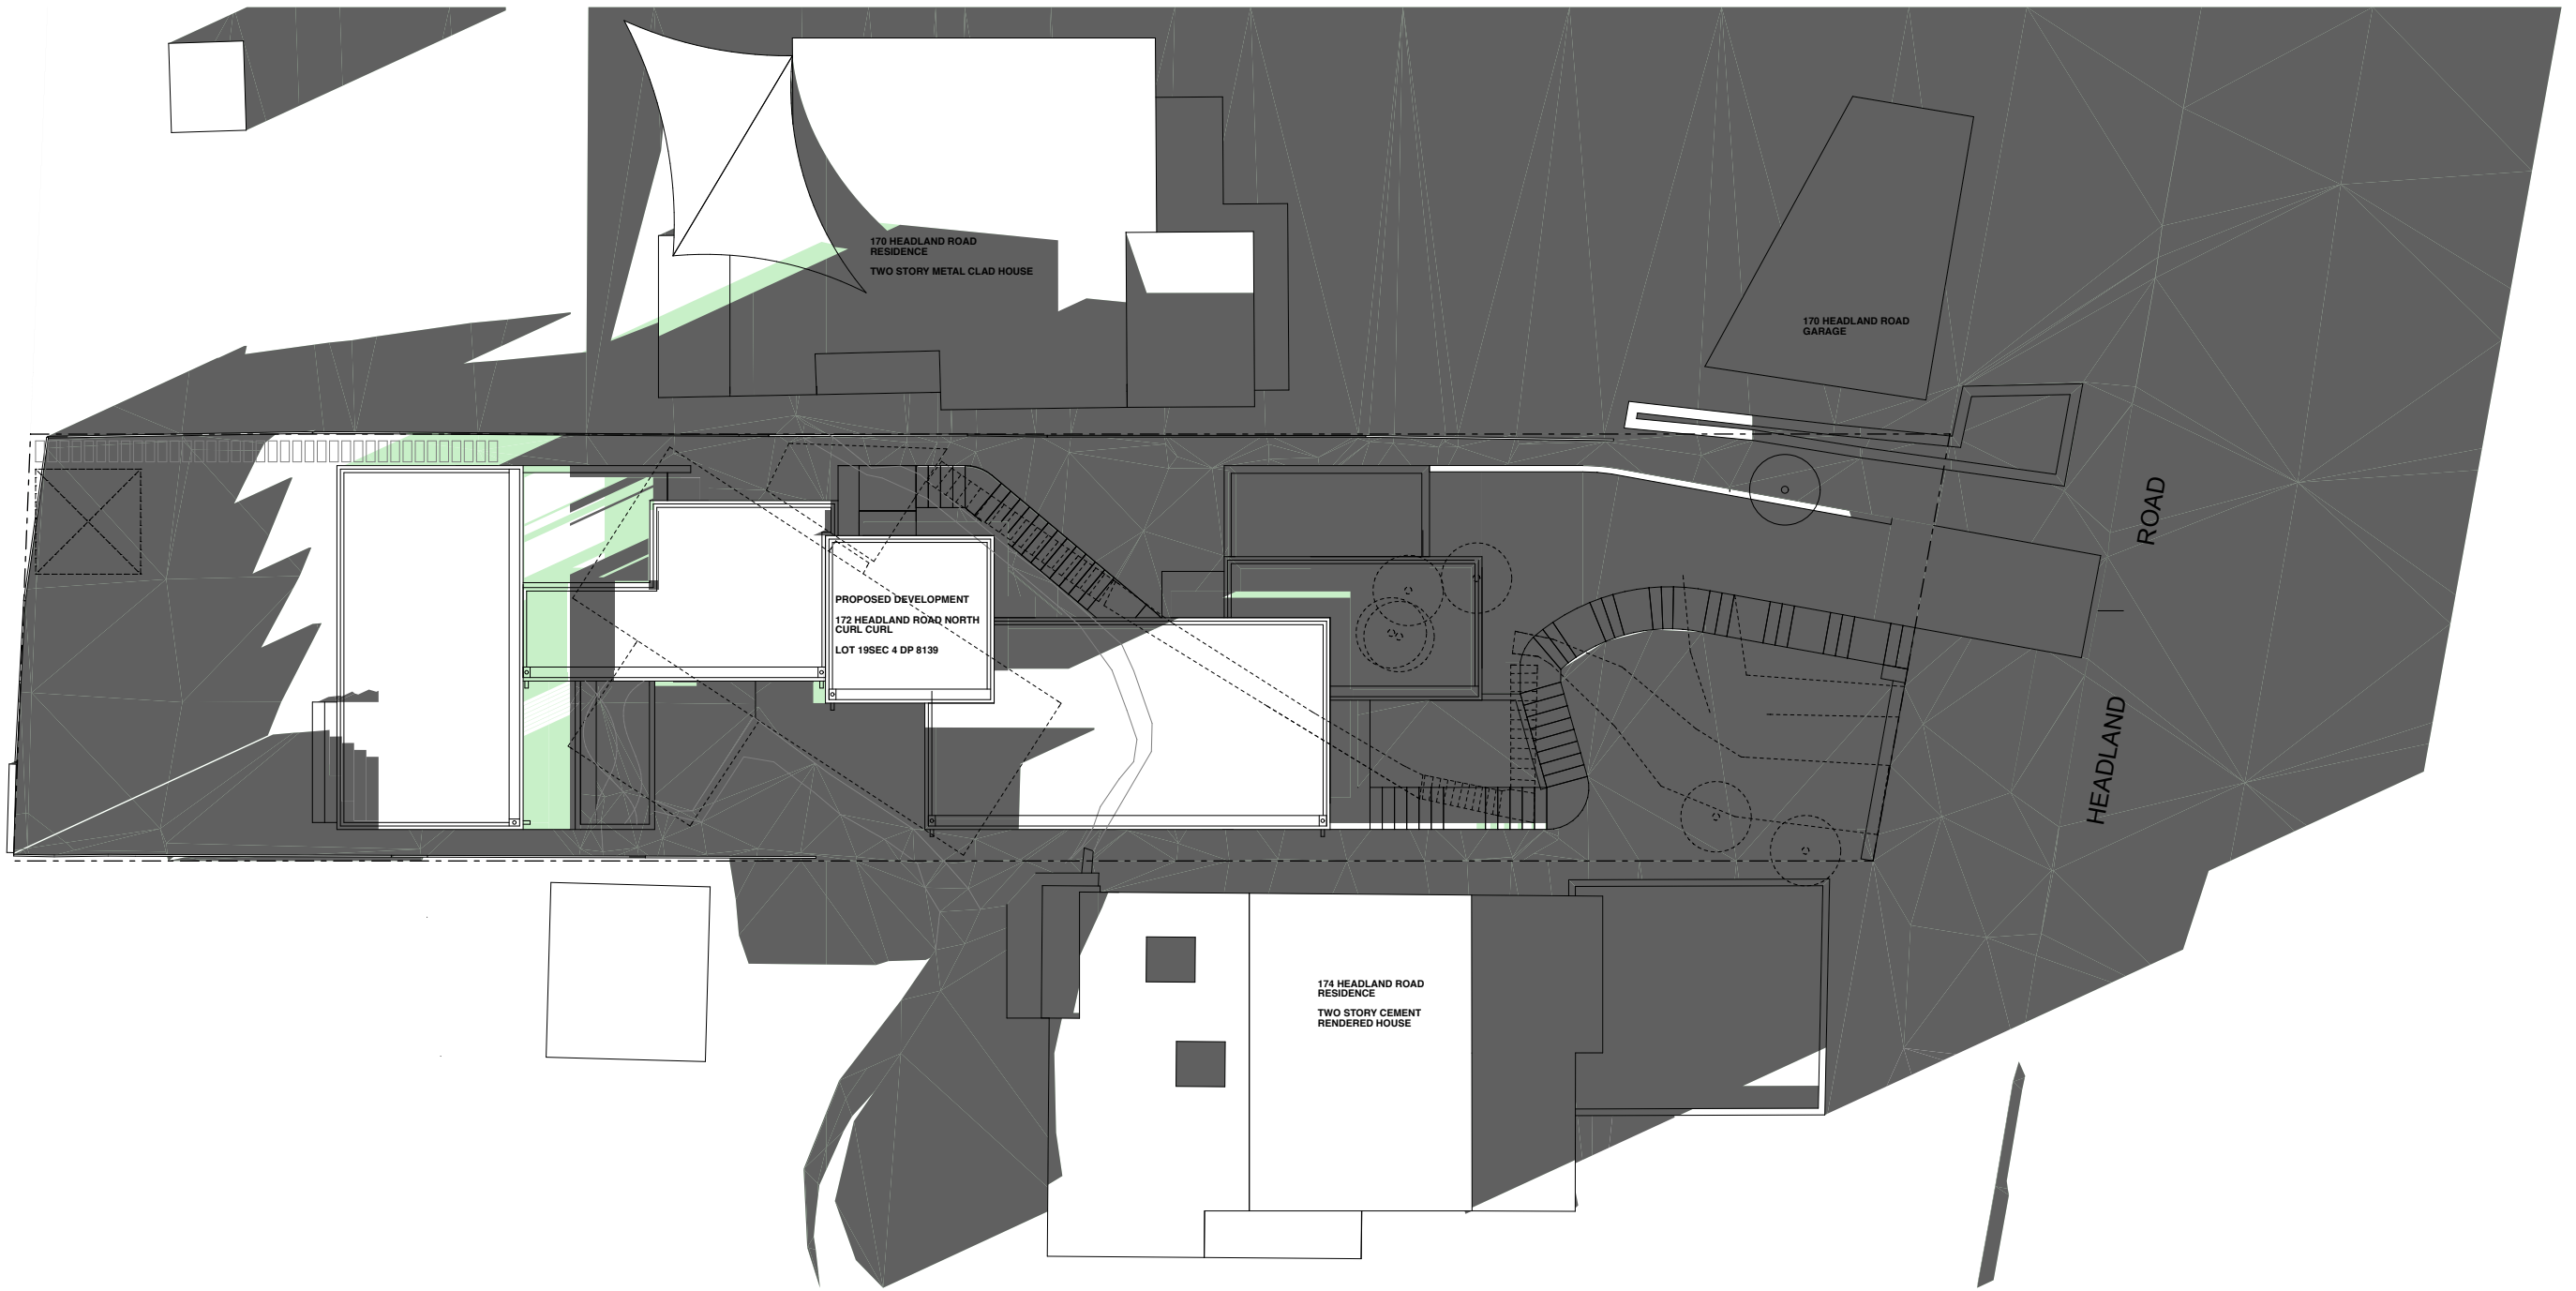 170 HEADLAND ROAD
RESIDENCE
TWO STORY METAL CLAD HOUSE
170 HEADLAND ROAD
GARAGE
PROPOSED DEVELOPMENT
172 HEADLAND ROAD NORTH
CURL CURL
LOT 19SEC 4 DP 8139
HEADLAND ROAD
174 HEADLAND ROAD
RESIDENCE
TWO STORY CEMENT
RENDERED HOUSE